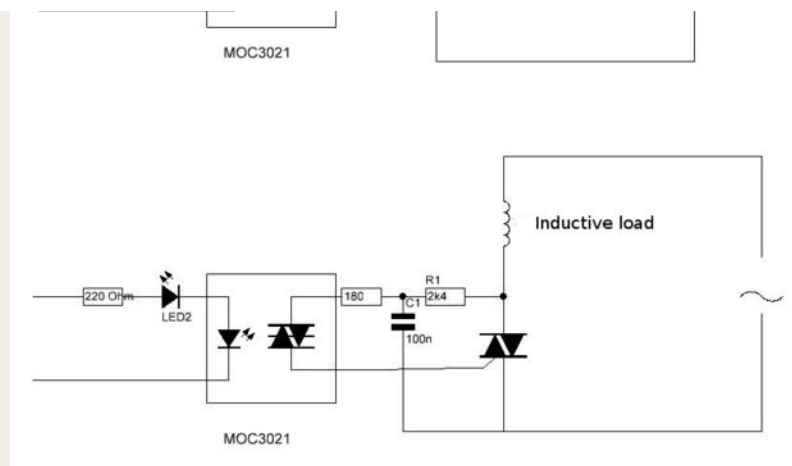 MOC3021
Inductive load
R1
220 Ohm
180
C1
2k4
LED2
100n
MOC3021